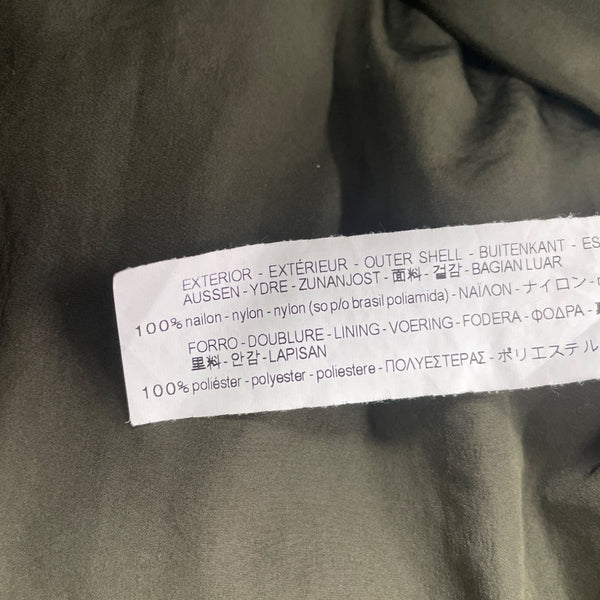 EXTERIOR - EXTÉRIEUR - OUTER SHELL - BUITENKANT - ES
AUSSEN - YDRE - ZUNANJOST - 面料 - 겉감 - BAGIAN LUAR
100% nailon - nylon - nylon (so p/o brasil poliamida) - ΝΑΪΛΟΝ - ナイロン -
FORRO - DOUBLURE - LINING - VOERING - FODERA - ΦΟΔΡΑ -
里料 - 안감 - LAPISAN
100% poliéster - polyester - poliestere - ΠΟΛΥΕΣΤΕΡΑΣ - ポリエステル